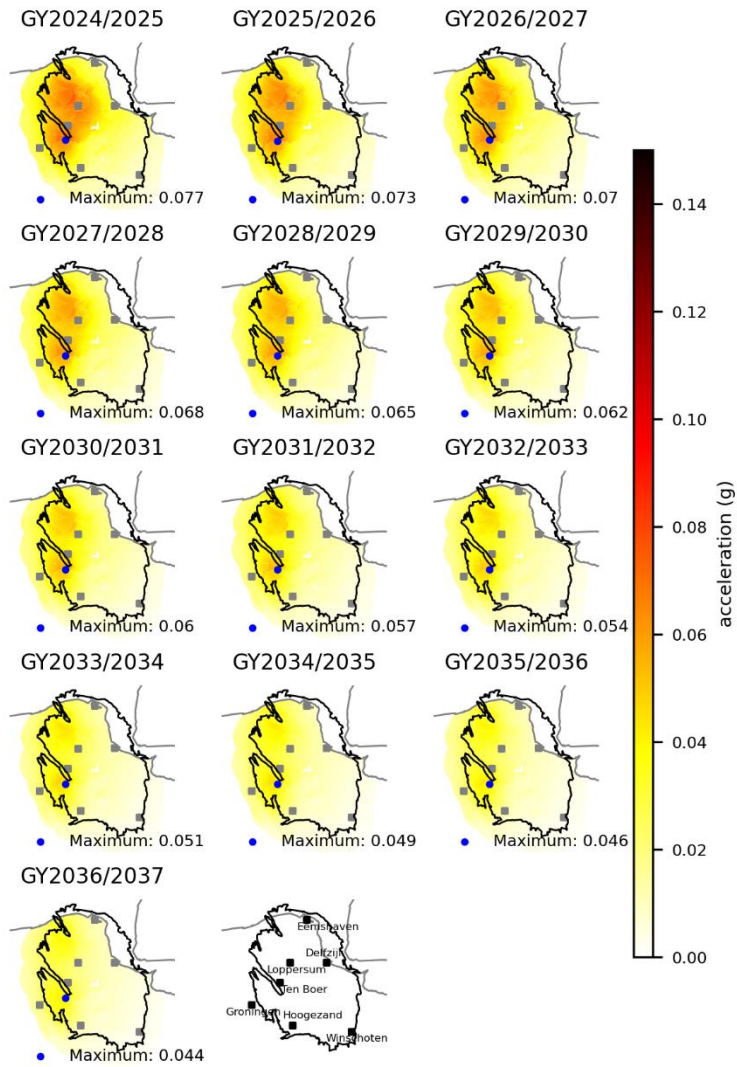 GY2024/2025 GY2025/2026 GY2026/2027
Maximum: 0.077 Maximum: 0.073 Maximum: 0.07
GY2027/2028 GY2028/2029 GY2029/2030
Maximum: 0.068 Maximum: 0.065 Maximum: 0.062
GY2030/2031 GY2031/2032 GY2032/2033
Maximum: 0.06 Maximum: 0.057 Maximum: 0.054
GY2033/2034 GY2034/2035 GY2035/2036
Maximum: 0.051 Maximum: 0.049 Maximum: 0.046
GY2036/2037
Maximum: 0.044
Eemshaven
Delfzijl
Loppersum
Ten Boer
Groningen Hoogezand
Winschoten
0.14
0.12
0.10
0.08
0.06
0.04
0.02
0.00
acceleration (g)